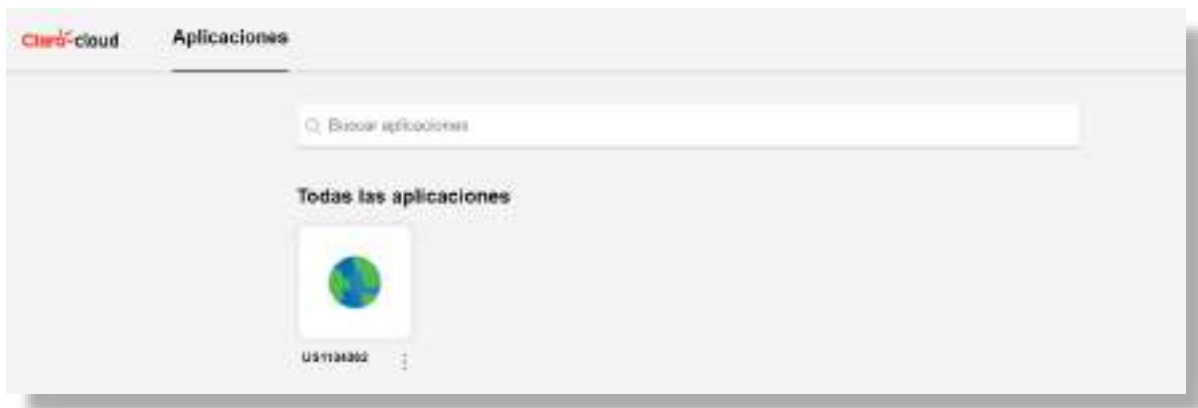 Claro-cloud
Aplicaciones
Buscar aplicaciones
Todas las aplicaciones